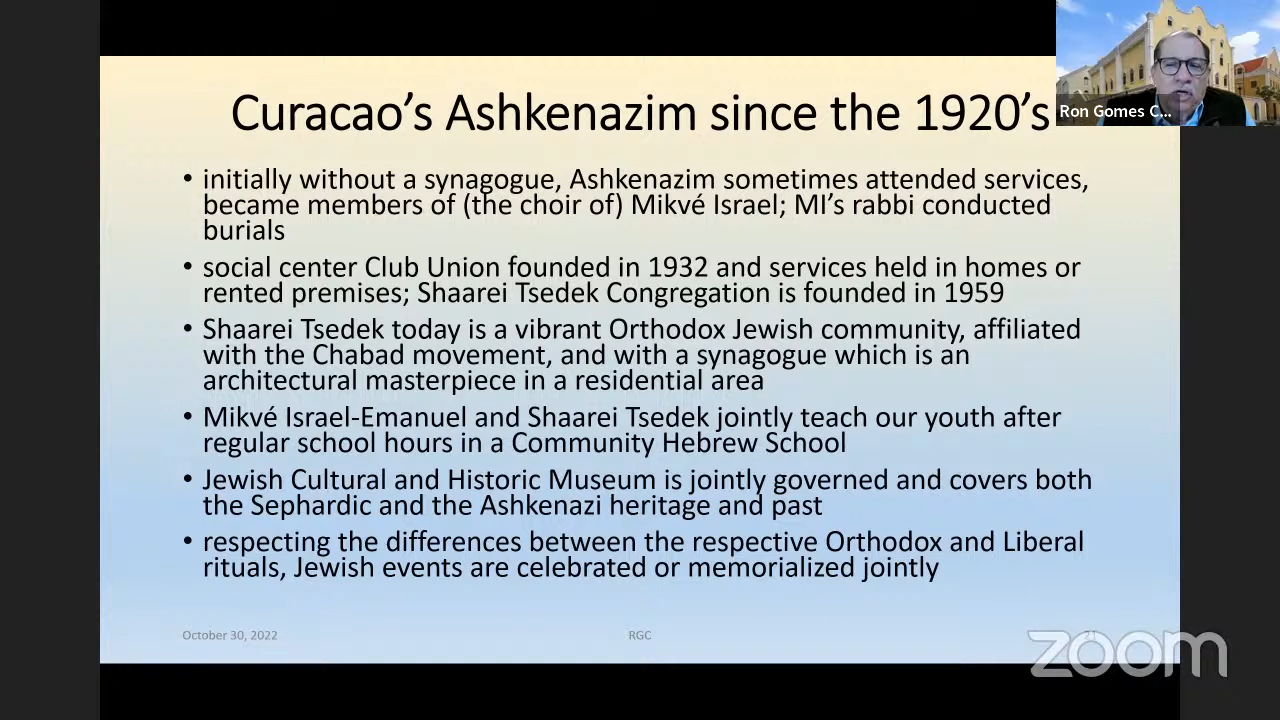 Curacao's Ashkenazim since the 1920's
Ron Gomes C...
• initially without a synagogue, Ashkenazim sometimes attended services,
became members of (the choir of) Mikvé Israel; MI's rabbi conducted
burials
• social center Club Union founded in 1932 and services held in homes or
rented premises; Shaarei Tsedek Congregation is founded in 1959
• Shaarei Tsedek today is a vibrant Orthodox Jewish community, affiliated
with the Chabad movement, and with a synagogue which is an
architectural masterpiece in a residential area
• Mikvé Israel-Emanuel and Shaarei Tsedek jointly teach our youth after
regular school hours in a Community Hebrew School
• Jewish Cultural and Historic Museum is jointly governed and covers both
the Sephardic and the Ashkenazi heritage and past
• respecting the differences between the respective Orthodox and Liberal
rituals, Jewish events are celebrated or memorialized jointly
October 30, 2022
RGC
zoom